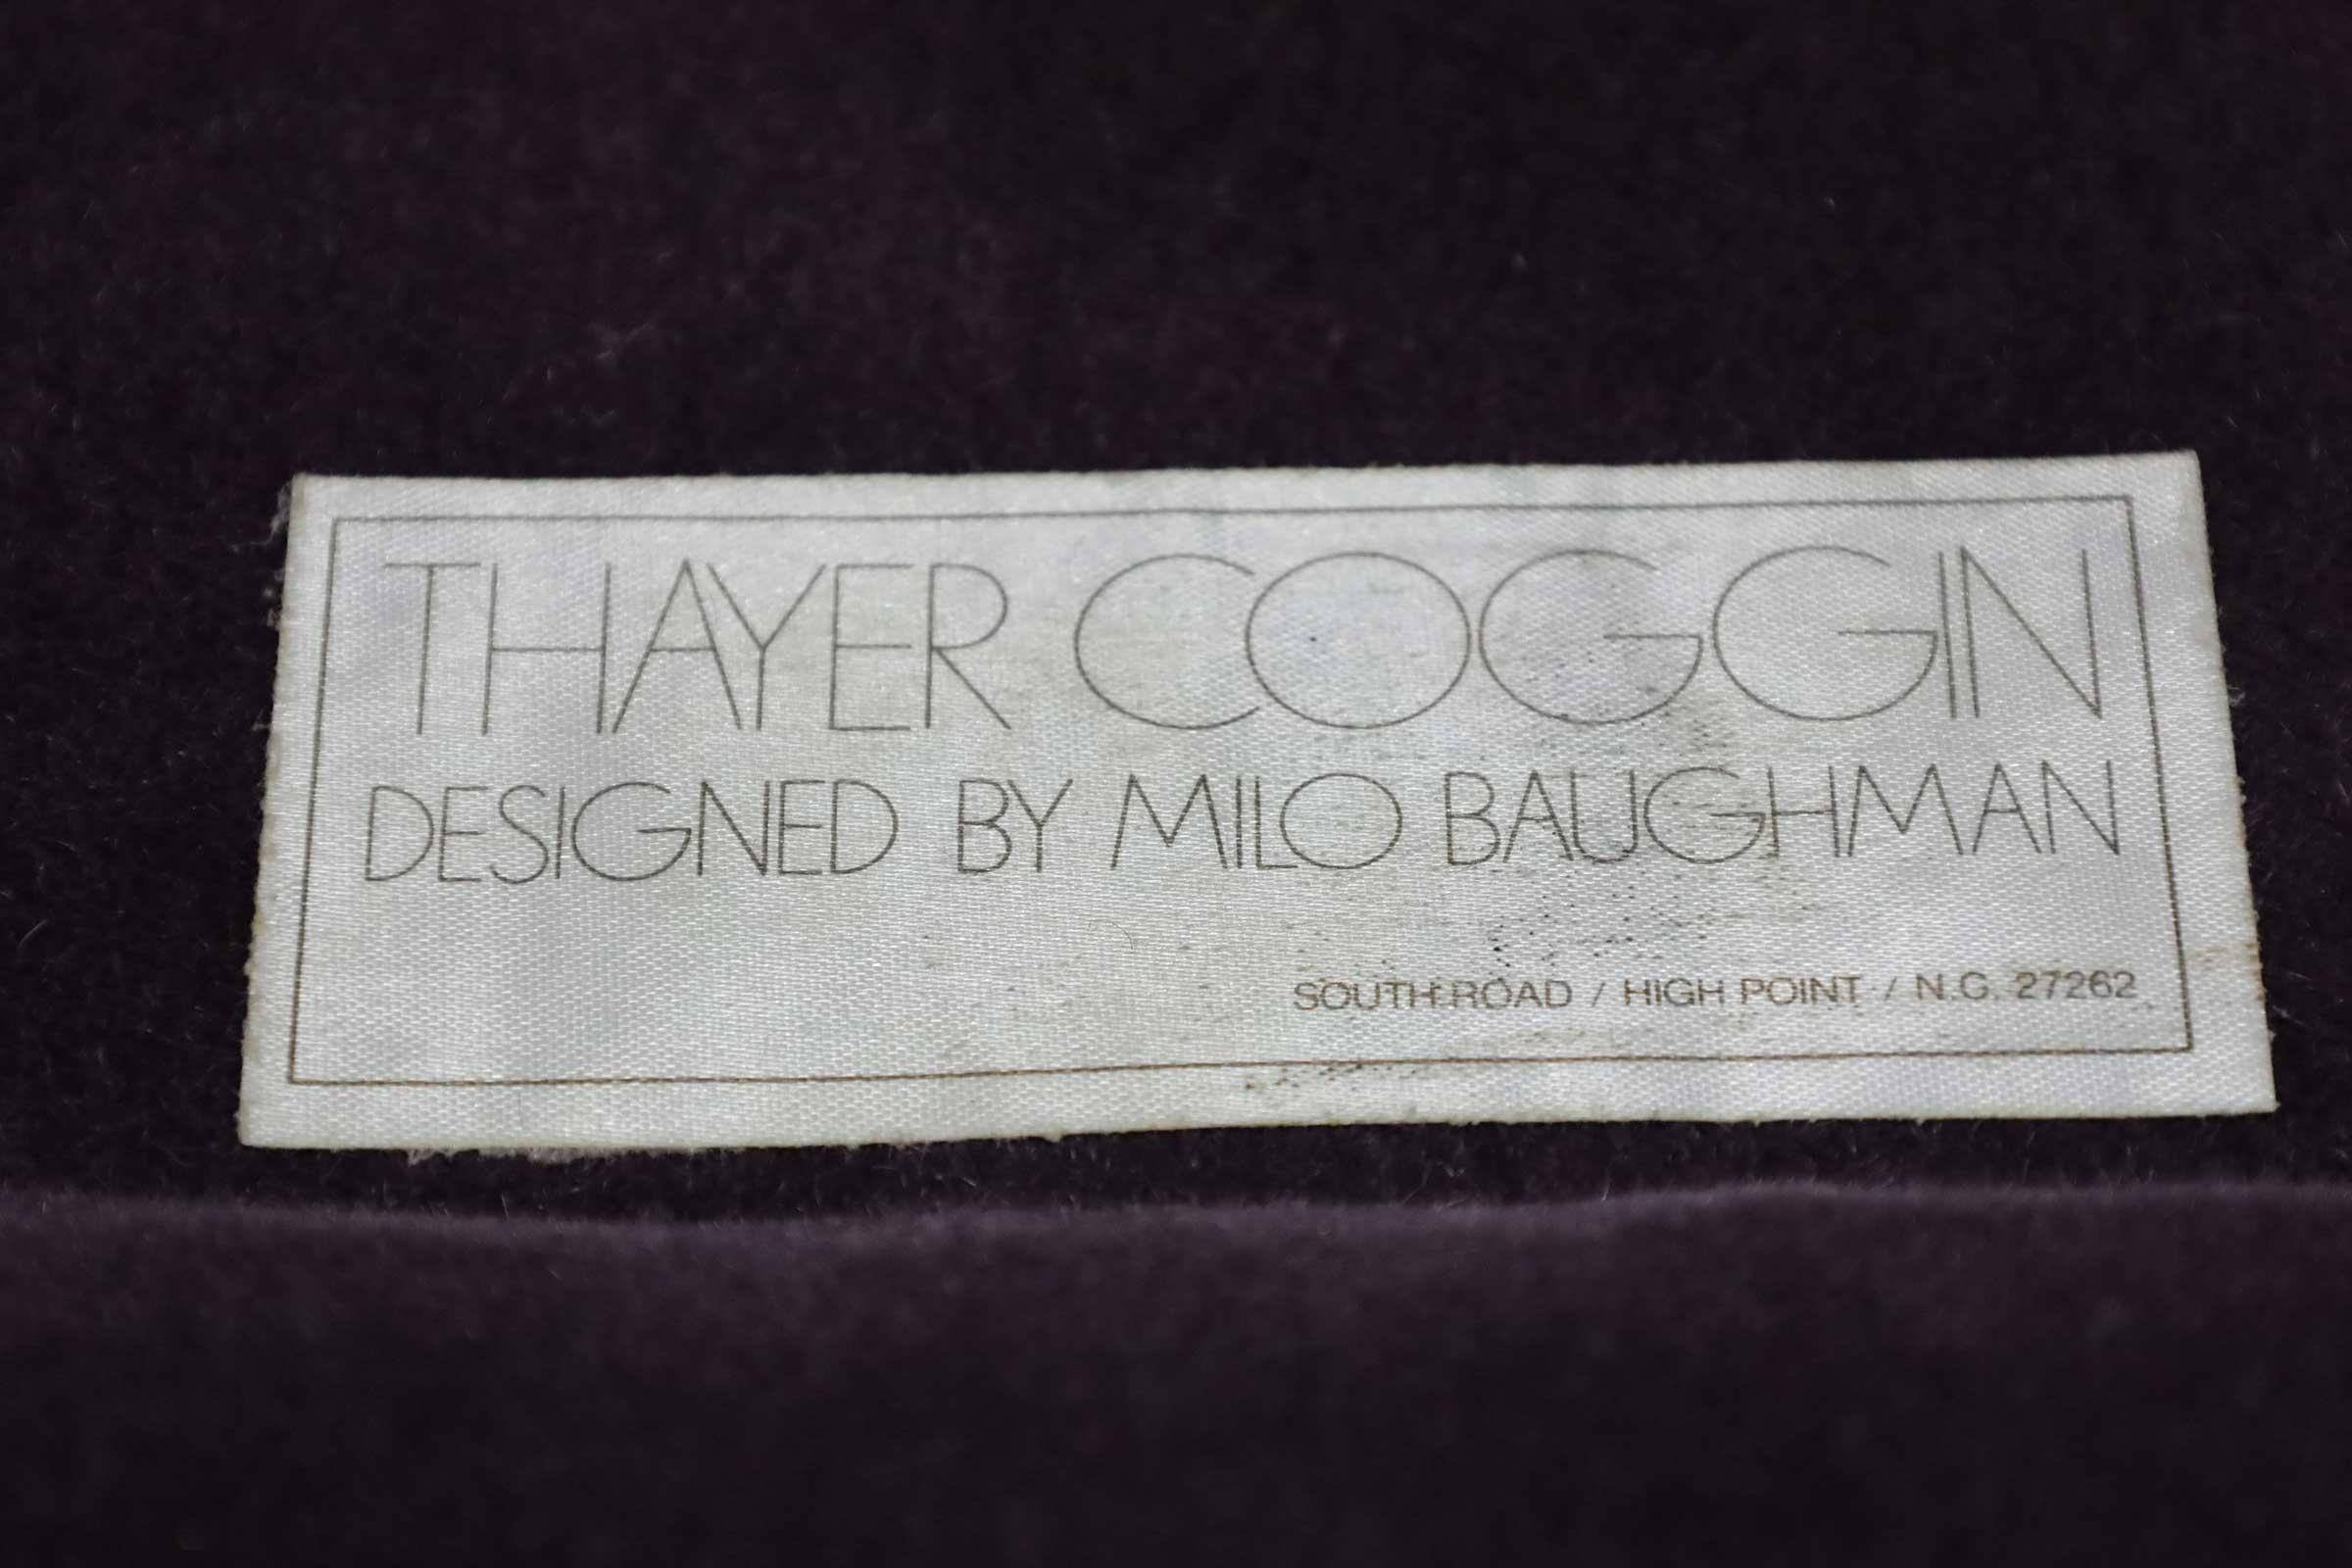 THAYER COGGIN
DESIGNED BY MILO BAUGHMAN
SOUTH ROAD / HIGH POINT / N.C. 27262